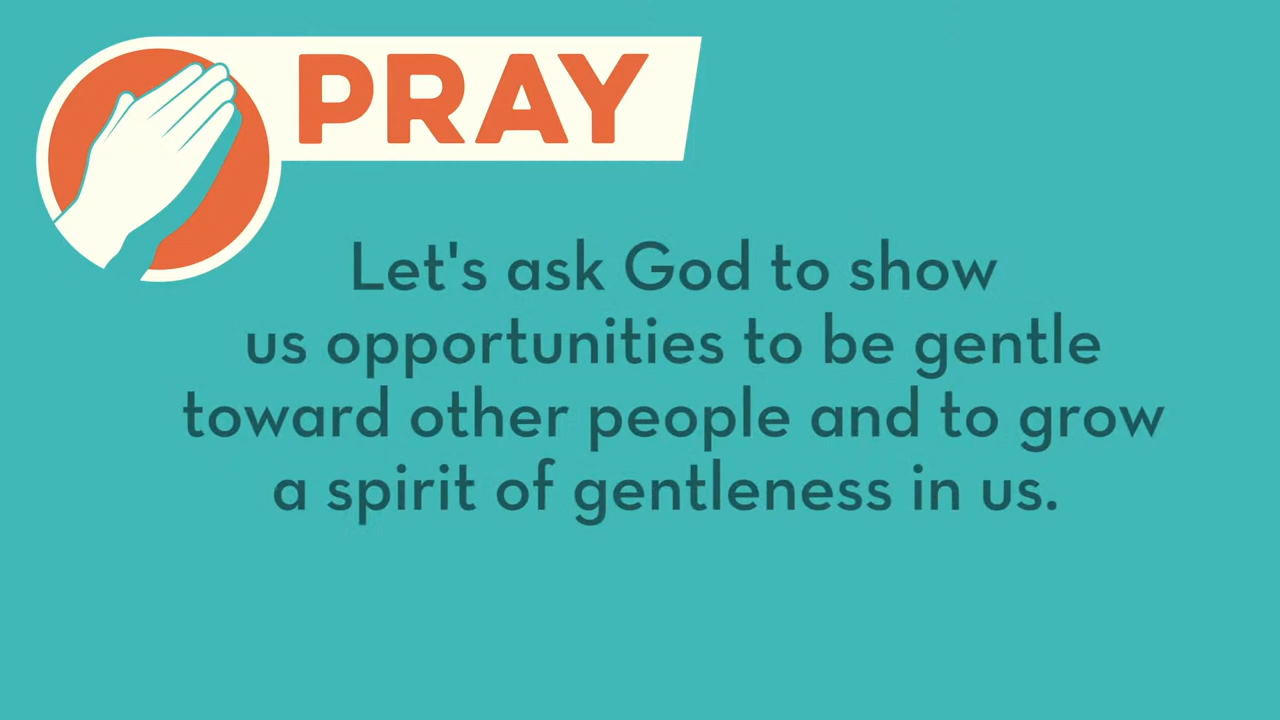 PRAY
Let's ask God to show
us opportunities to be gentle
toward other people and to grow
a spirit of gentleness in us.